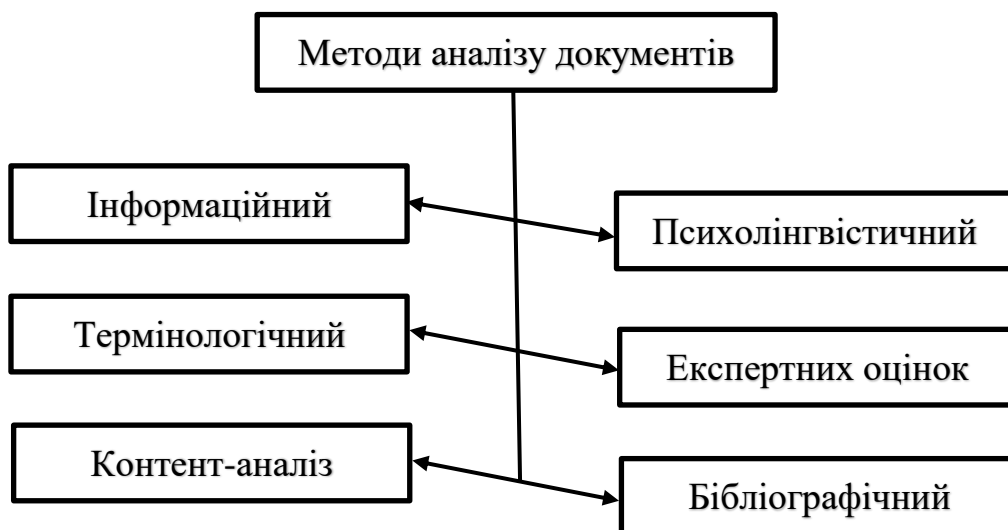 Методи аналізу документів
Інформаційний
Психолінгвістичний
Термінологічний
Експертних оцінок
Контент-аналіз
Бібліографічний